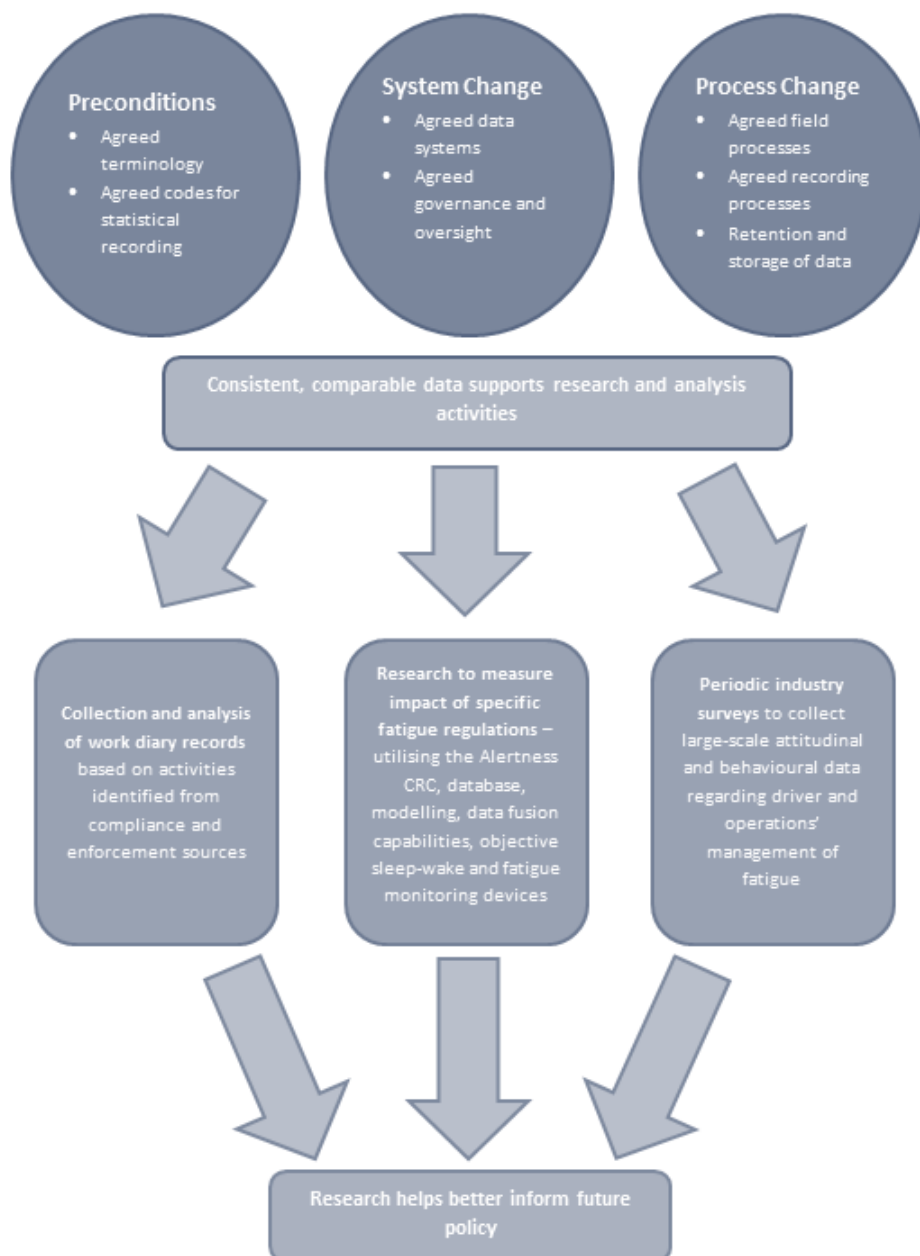 Preconditions
• Agreed
terminology
• Agreed codes for
statistical
recording
System Change
• Agreed data
systems
• Agreed
governance and
oversight
Process Change
• Agreed field
processes
• Agreed recording
processes
• Retention and
storage of data
Consistent, comparable data supports research and analysis
activities
Collection and analysis
of work diary records
based on activities
identified from
compliance and
enforcement sources
Research to measure
impact of specific
fatigue regulations –
utilising the Alertness
CRC, database,
modelling, data fusion
capabilities, objective
sleep-wake and fatigue
monitoring devices
Periodic industry
surveys to collect
large-scale attitudinal
and behavioural data
regarding driver and
operations’
management of
fatigue
Research helps better inform future
policy